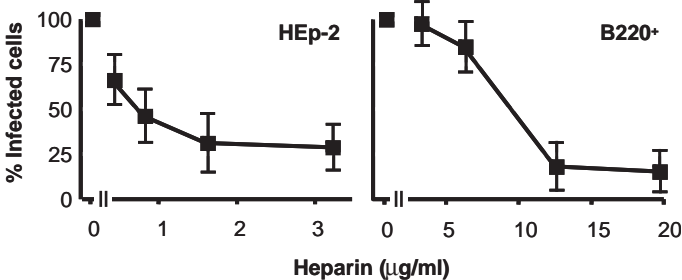 100 HEp-2 B220+
75
50
25
0
% Infected cells
0 1 2 3 0 5 10 15 20
Heparin (μg/ml)